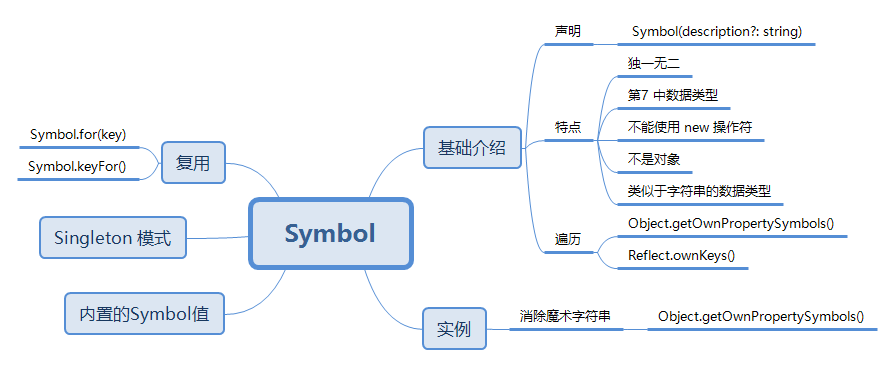 Symbol
基础介绍
声明
Symbol(description?: string)
特点
独一无二
第7 中数据类型
不能使用 new 操作符
不是对象
类似于字符串的数据类型
遍历
Object.getOwnPropertySymbols()
Reflect.ownKeys()
实例
消除魔术字符串
Object.getOwnPropertySymbols()
复用
Symbol.for(key)
Symbol.keyFor()
Singleton 模式
内置的Symbol值